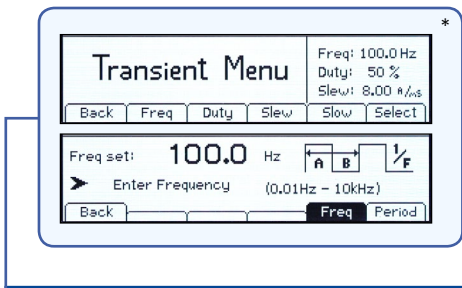 *
Transient Menu
Freq: 100.0 Hz
Duty: 50 %
Slew: 8.00 A/ms
Back Freq Duty Slew Slow Select
Freq set: 100.0 Hz
A B 1/F
➤ Enter Frequency (0.01Hz - 10kHz)
Back Freq Period